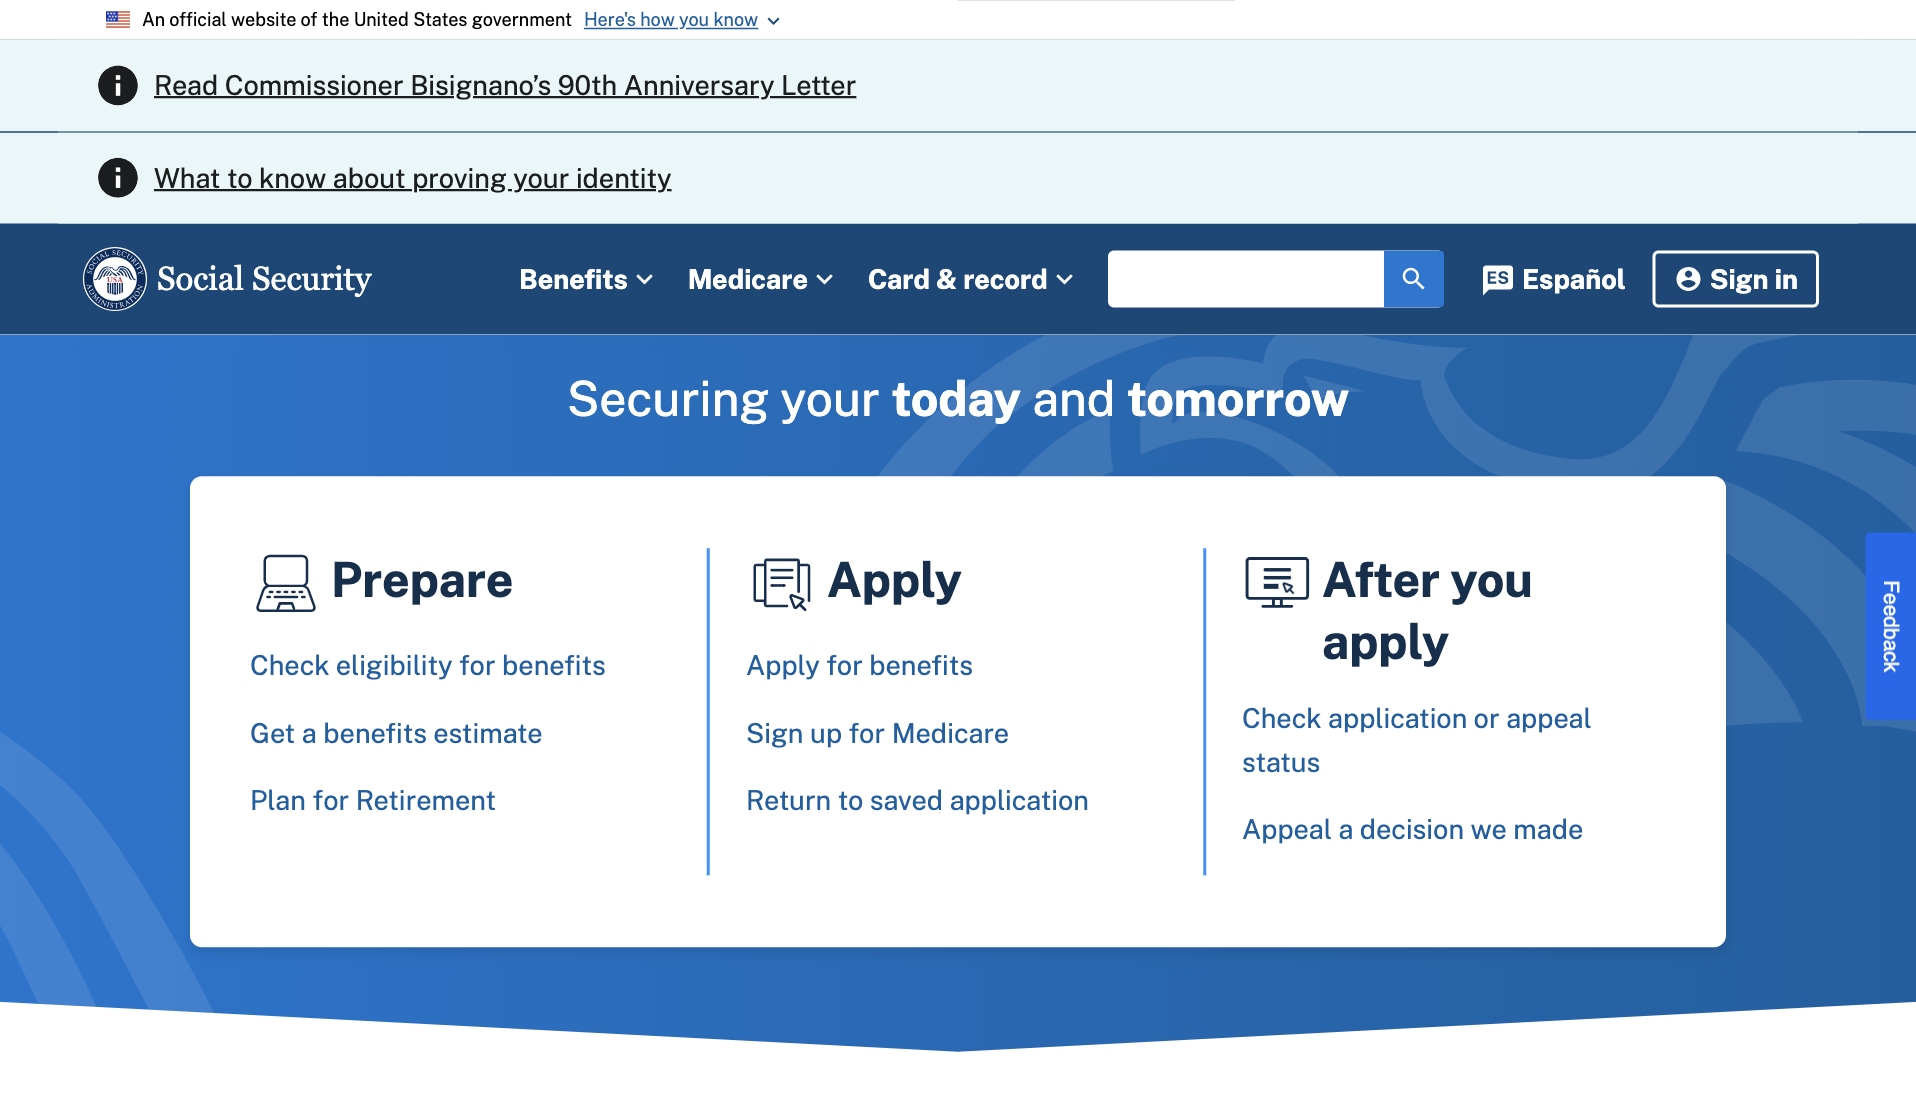 An official website of the United States government Here's how you know
Read Commissioner Bisignano’s 90th Anniversary Letter
What to know about proving your identity
SOCIAL SECURITY ADMINISTRATION
USA
Social Security
Benefits
Medicare
Card & record
ES Español
Sign in
Securing your today and tomorrow
Prepare
Check eligibility for benefits
Get a benefits estimate
Plan for Retirement
Apply
Apply for benefits
Sign up for Medicare
Return to saved application
After you
apply
Check application or appeal
status
Appeal a decision we made
Feedback